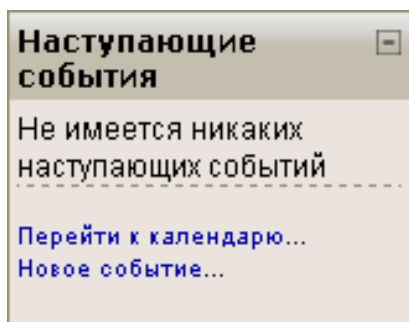 Наступающие
события
Не имеется никаких
наступающих событий
Перейти к календарю...
Новое событие...